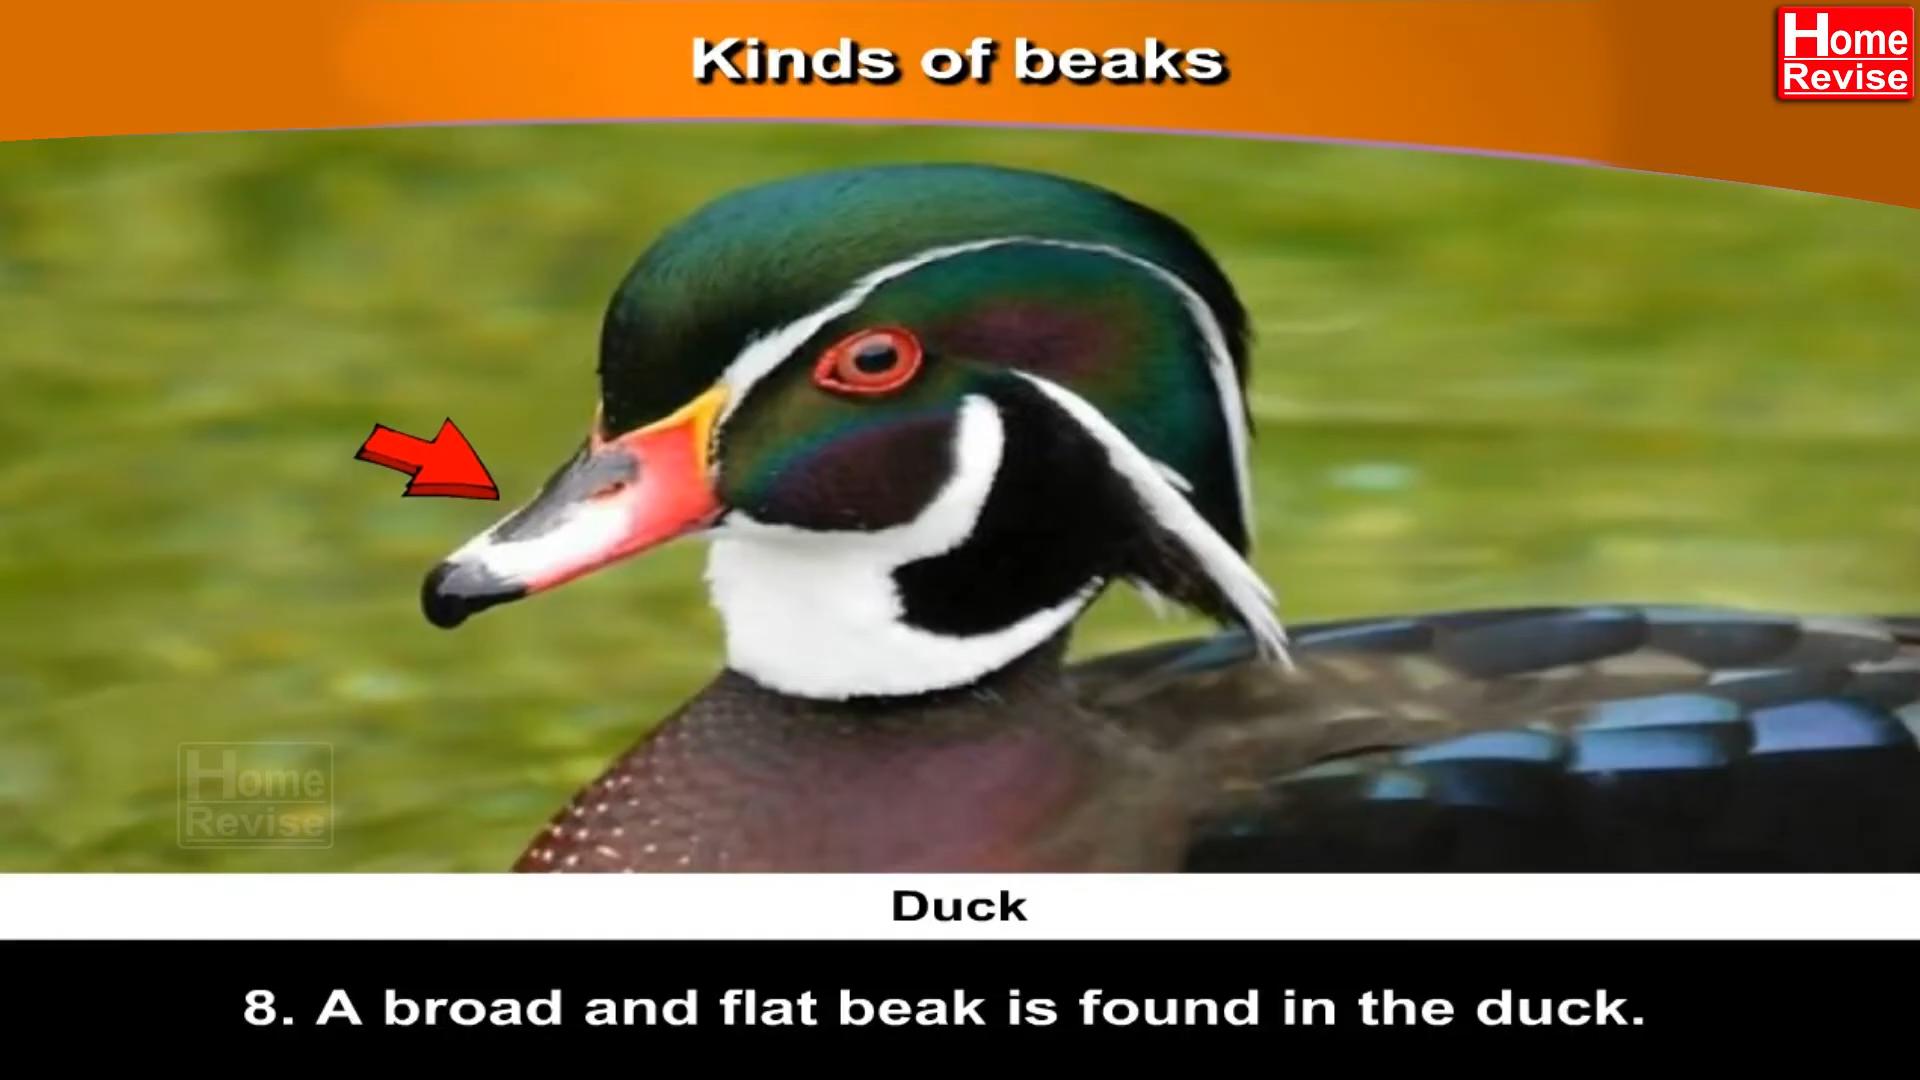 Kinds of beaks
Home
Revise
Home
Revise
Duck
8. A broad and flat beak is found in the duck.